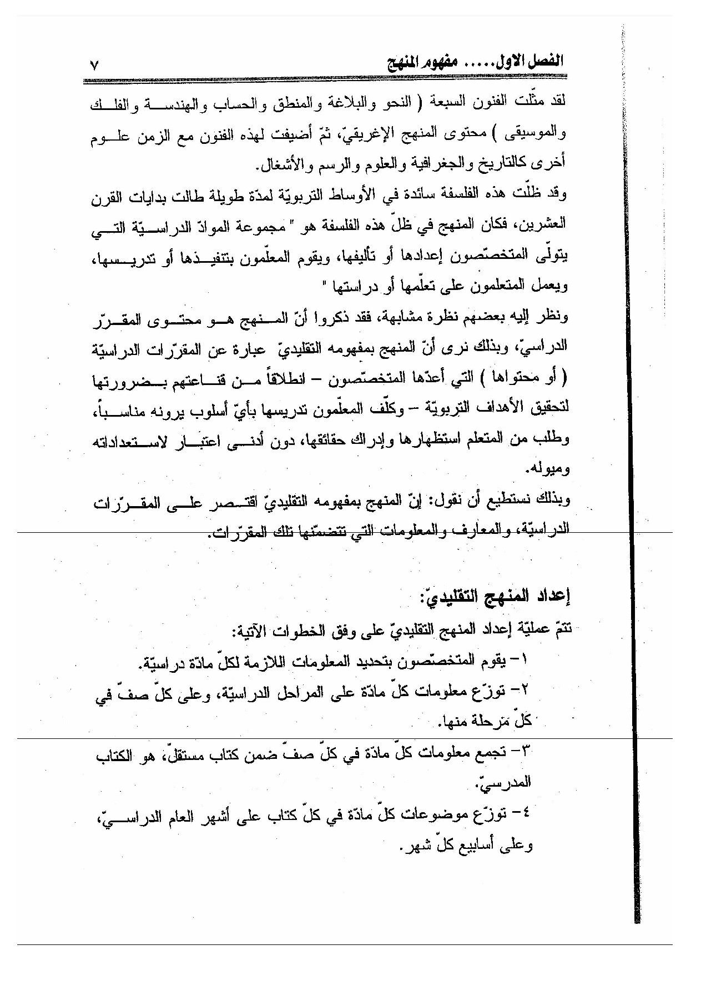 الفصل الاول..... مفهوم المنهج ٧
لقد مثّلت الفنون السبعة ( النحو والبلاغة والمنطق والحساب والهندسة والفلك
والموسيقى ) محتوى المنهج الإغريقيّ، ثمّ أضيفت لهذه الفنون مع الزمن علوم
أخرى كالتاريخ والجغرافية والعلوم والرسم والأشغال.
وقد ظلّت هذه الفلسفة سائدة في الأوساط التربويّة لمدّة طويلة طالت بدايات القرن
العشرين، فكان المنهج في ظلّ هذه الفلسفة هو " مجموعة الموادّ الدراسيّة التي
يتولّى المتخصّصون إعدادها أو تأليفها، ويقوم المعلّمون بتنفيذها أو تدريسها،
ويعمل المتعلمون على تعلّمها أو دراستها "
ونظر إليه بعضهم نظرة مشابهة، فقد ذكروا أنّ المنهج هو محتوى المقرّر
الدراسيّ، وبذلك نرى أنّ المنهج بمفهومه التقليديّ عبارة عن المقرّرات الدراسيّة
( أو محتواها ) التي أعدّها المتخصّصون – انطلاقاً من قناعتهم بضرورتها
لتحقيق الأهداف التربويّة – وكلّف المعلّمون تدريسها بأيّ أسلوب يرونه مناسباً،
وطلب من المتعلم استظهارها وإدراك حقائقها، دون أدنى اعتبار لاستعداداته
وميوله.
وبذلك نستطيع أن نقول: إنّ المنهج بمفهومه التقليديّ اقتصر على المقرّرات
الدراسيّة، والمعارف والمعلومات التي تتضمّنها تلك المقرّرات.
إعداد المنهج التقليديّ:
تتمّ عمليّة إعداد المنهج التقليديّ على وفق الخطوات الآتية:
١- يقوم المتخصّصون بتحديد المعلومات اللازمة لكلّ مادّة دراسيّة.
٢- توزّع معلومات كلّ مادّة على المراحل الدراسيّة، وعلى كلّ صفّ في
كلّ مرحلة منها.
٣- تجمع معلومات كلّ مادّة في كلّ صفّ ضمن كتاب مستقلّ، هو الكتاب
المدرسيّ.
٤- توزّع موضوعات كلّ مادّة في كلّ كتاب على أشهر العام الدراسيّ،
وعلى أسابيع كلّ شهر.